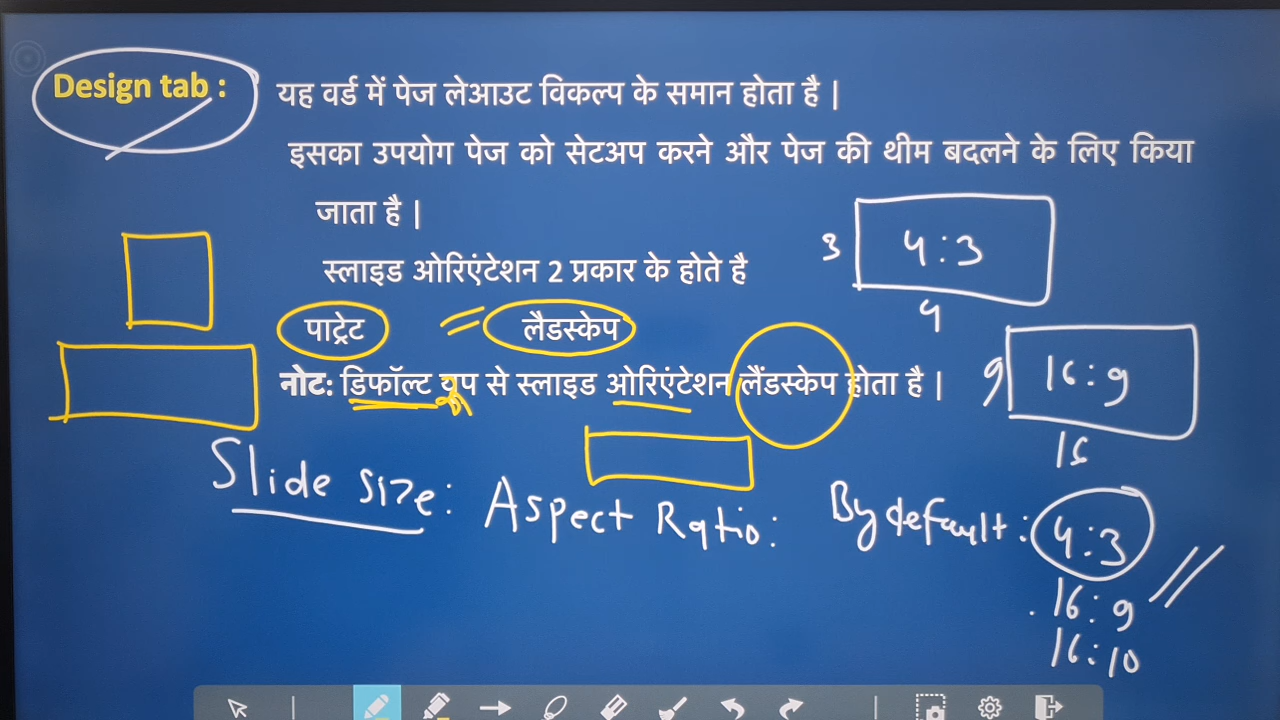 Design tab : यह वर्ड में पेज लेआउट विकल्प के समान होता है |
इसका उपयोग पेज को सेटअप करने और पेज की थीम बदलने के लिए किया
जाता है |
3 4:3
स्लाइड ओरिएंटेशन 2 प्रकार के होते है
4
पाट्रेट लैडस्केप
नोट: डिफॉल्ट से स्लाइड ओरिएंटेशन लैंडस्केप होता है |
9 16:9
16
Slide Size: Aspect Ratio: By default: 4:3
16:9
16:10